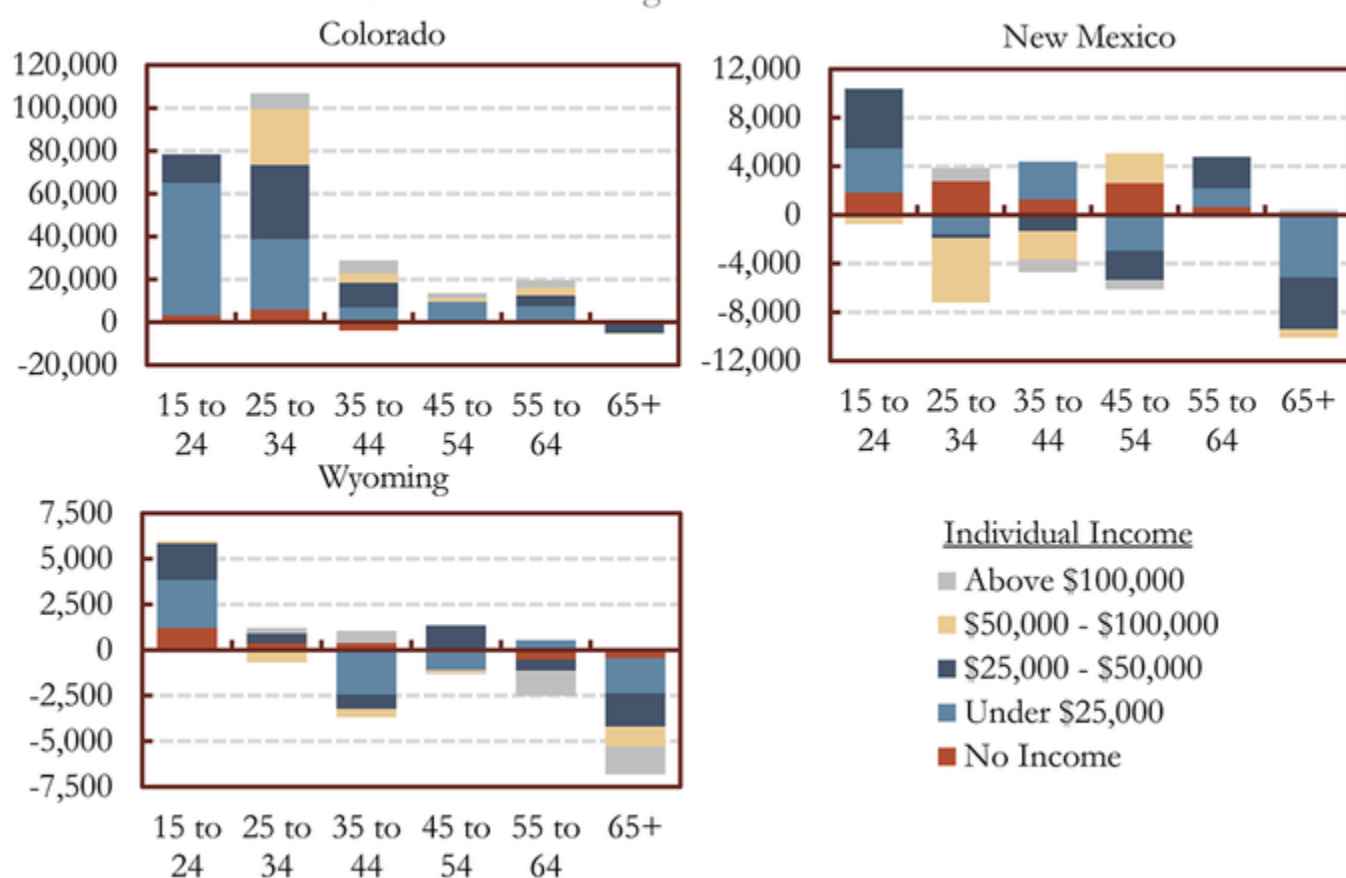 Colorado
120,000
100,000
80,000
60,000
40,000
20,000
0
-20,000
15 to 25 to 35 to 45 to 55 to 65+
24 34 44 54 64
New Mexico
12,000
8,000
4,000
0
-4,000
-8,000
-12,000
15 to 25 to 35 to 45 to 55 to 65+
24 34 44 54 64
Wyoming
7,500
5,000
2,500
0
-2,500
-5,000
-7,500
15 to 25 to 35 to 45 to 55 to 65+
24 34 44 54 64
Individual Income
Above $100,000
$50,000 - $100,000
$25,000 - $50,000
Under $25,000
No Income